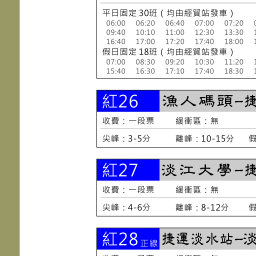 平日固定30班（均由經貿站發車）
06:00 06:20 06:40 07:00 07:20
09:40 10:10 11:00 12:30 13:30
16:40 17:00 17:20 17:40 18:00
假日固定18班（均由經貿站發車）
07:00 08:30 09:20 10:30 11:20
15:40 16:30 17:10 17:40 18:30
紅26 漁人碼頭-捷
收費：一段票 緩衝區：無
尖峰：3-5分 離峰：10-15分 假
紅27 淡江大學-捷
收費：一段票 緩衝區：無
尖峰：4-6分 離峰：8-12分 假
紅28正線 捷運淡水站-淡